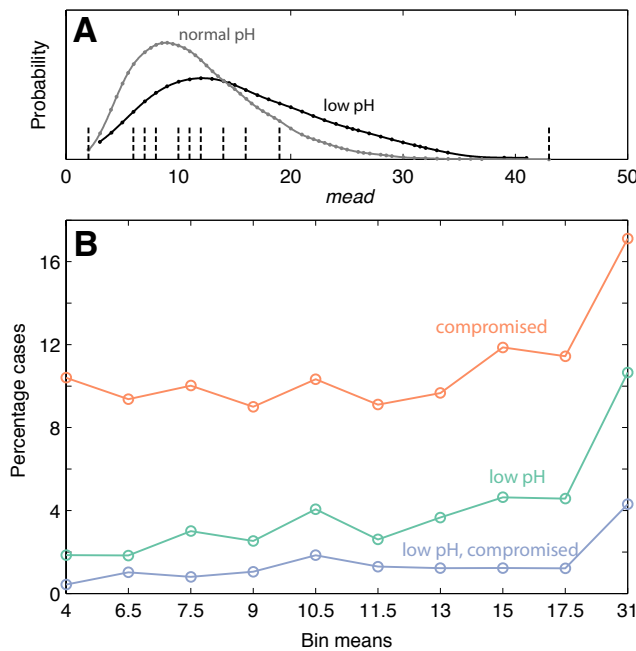 A
normal pH
low pH
Probability
0 10 20 30 40 50
mead
B
16
12
8
4
0
compromised
low pH
low pH, compromised
Percentage cases
4 6.5 7.5 9 10.5 11.5 13 15 17.5 31
Bin means